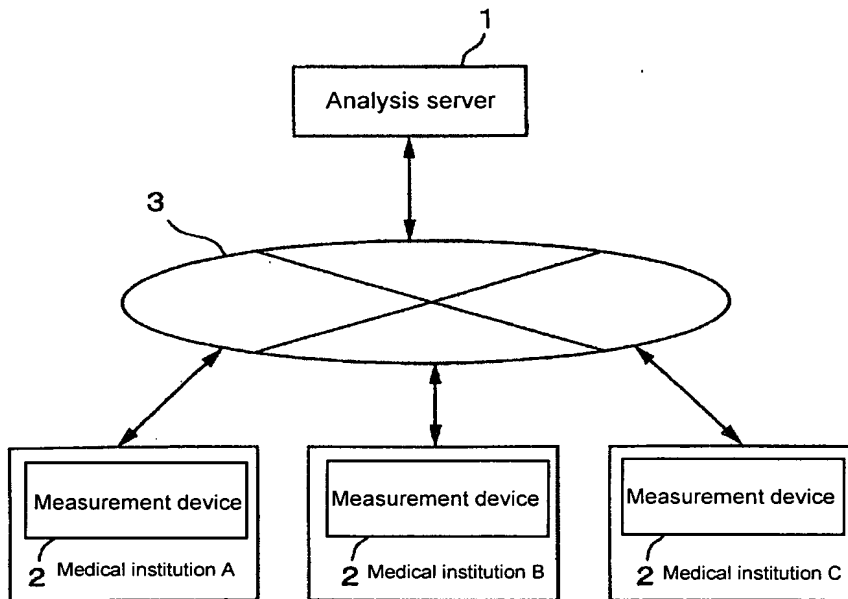 1
Analysis server
3
Measurement device
Measurement device
Measurement device
2 Medical institution A
2 Medical institution B
2 Medical institution C